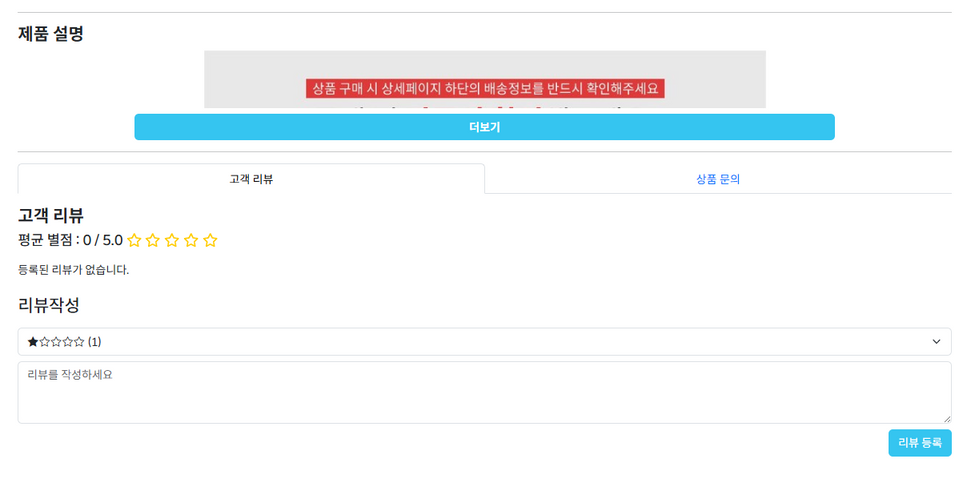 제품 설명
상품 구매 시 상세페이지 하단의 배송정보를 반드시 확인해주세요
더보기
고객 리뷰
상품 문의
고객 리뷰
평균 별점 : 0 / 5.0 ☆☆☆☆☆
등록된 리뷰가 없습니다.
리뷰작성
★☆☆☆☆ (1)
리뷰를 작성하세요
리뷰 등록